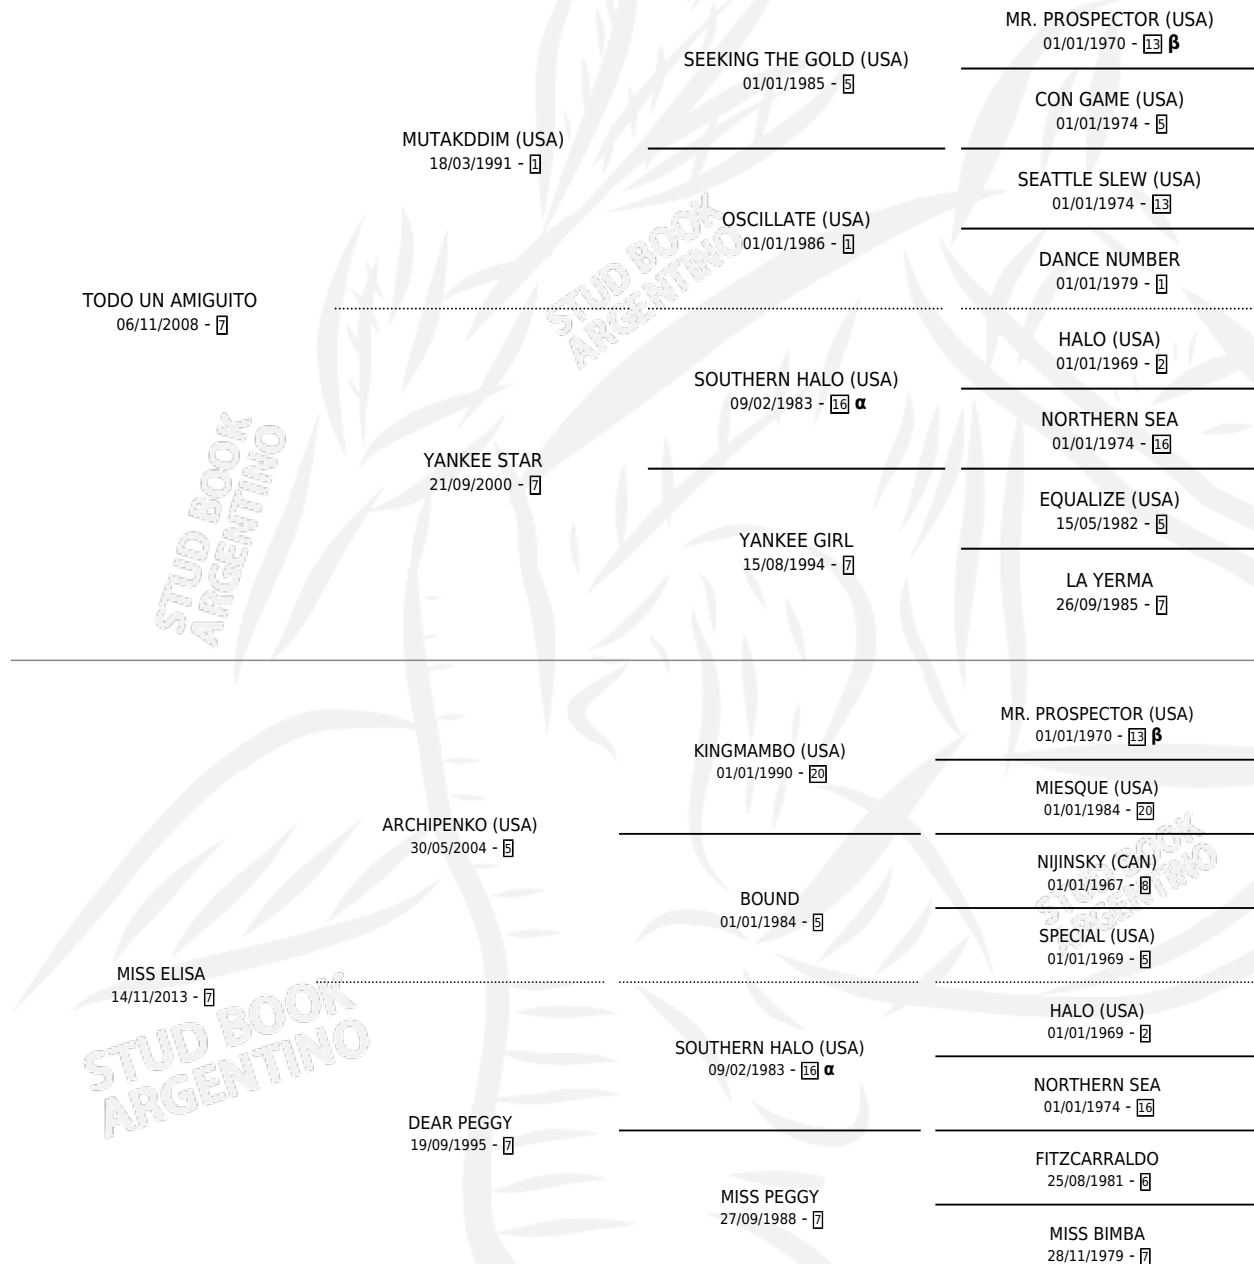 MR. PROSPECTOR (USA)
01/01/1970 - 13 β
SEEKING THE GOLD (USA)
01/01/1985 - 5
CON GAME (USA)
01/01/1974 - 5
MUTAKDDIM (USA)
18/03/1991 - 1
SEATTLE SLEW (USA)
01/01/1974 - 13
OSCILLATE (USA)
01/01/1986 - 1
DANCE NUMBER
01/01/1979 - 1
TODO UN AMIGUITO
06/11/2008 - 7
HALO (USA)
01/01/1969 - 2
SOUTHERN HALO (USA)
09/02/1983 - 16 α
NORTHERN SEA
01/01/1974 - 16
YANKEE STAR
21/09/2000 - 7
EQUALIZE (USA)
15/05/1982 - 5
YANKEE GIRL
15/08/1994 - 7
LA YERMA
26/09/1985 - 7
MR. PROSPECTOR (USA)
01/01/1970 - 13 β
KINGMAMBO (USA)
01/01/1990 - 20
MIESQUE (USA)
01/01/1984 - 20
ARCHIPENKO (USA)
30/05/2004 - 5
NIJINSKY (CAN)
01/01/1967 - 8
BOUND
01/01/1984 - 5
SPECIAL (USA)
01/01/1969 - 5
MISS ELISA
14/11/2013 - 7
HALO (USA)
01/01/1969 - 2
SOUTHERN HALO (USA)
09/02/1983 - 16 α
NORTHERN SEA
01/01/1974 - 16
DEAR PEGGY
19/09/1995 - 7
FITZCARRALDO
25/08/1981 - 6
MISS PEGGY
27/09/1988 - 7
MISS BIMBA
28/11/1979 - 7
STUD BOOK
ARGENTINO
STUD BOOK
ARGENTINO
STUD BOOK
ARGENTINO
STUD BOOK
ARGENTINO